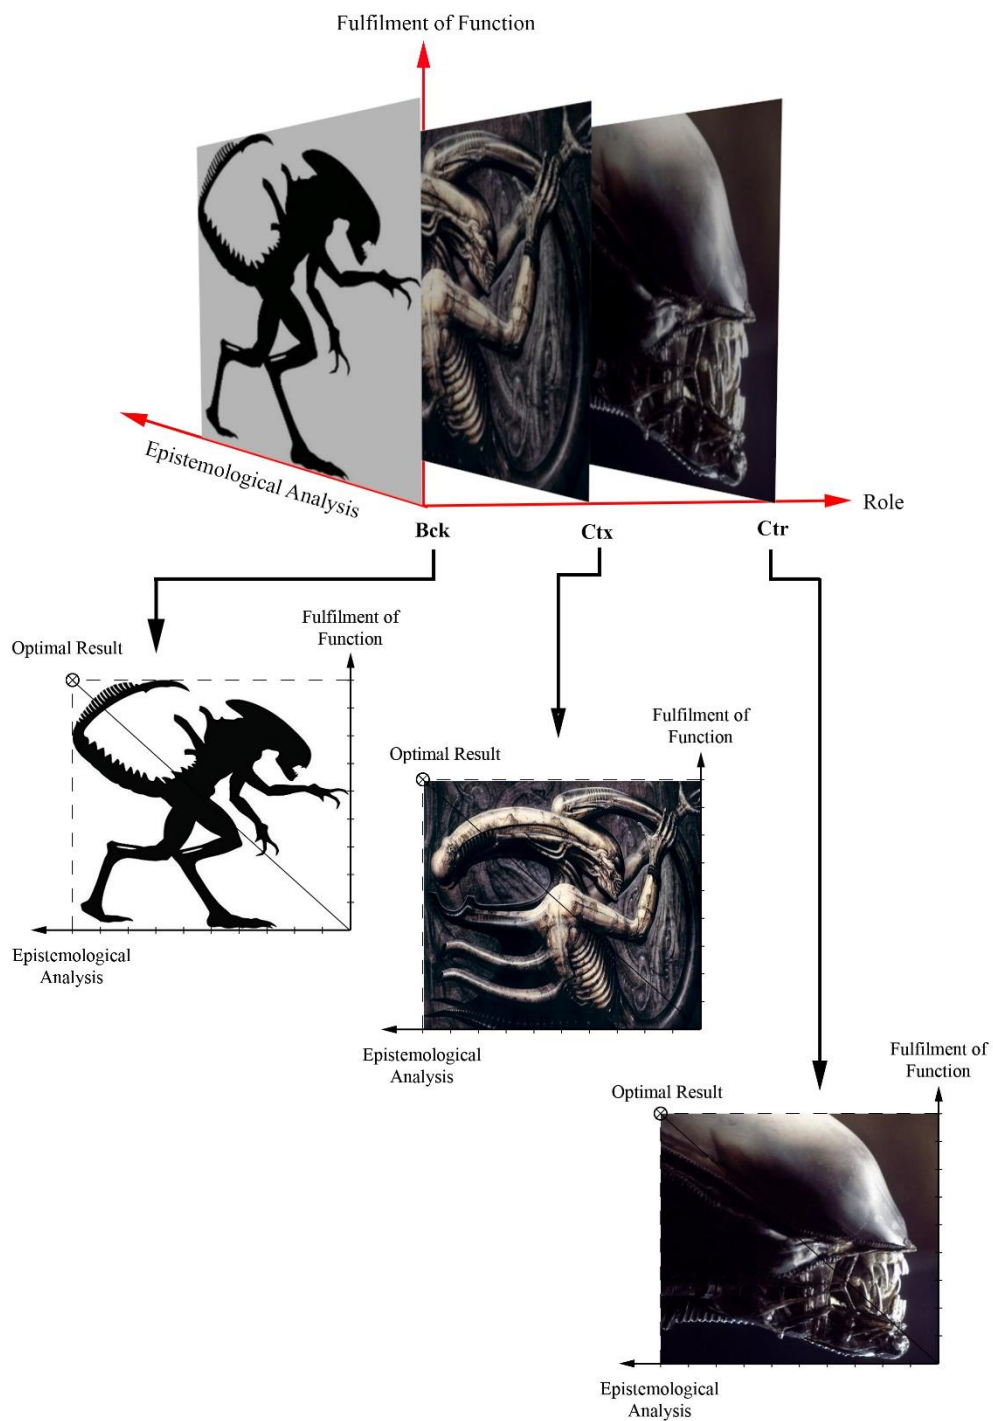 Fulfilment of Function
Epistemological Analysis
Role
Bck
Ctx
Ctr
Fulfilment of
Function
Optimal Result
Epistemological
Analysis
Fulfilment of
Function
Optimal Result
Epistemological
Analysis
Fulfilment of
Function
Optimal Result
Epistemological
Analysis